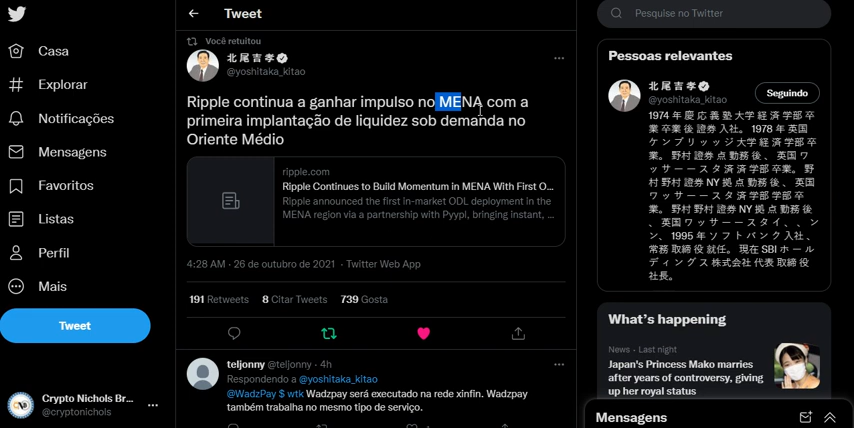 Tweet
Pesquise no Twitter
Casa
Explorar
Notificações
Mensagens
Favoritos
Listas
Perfil
Mais
Tweet
Crypto Nichols Br...
@cryptonichols
Você retuitou
北尾吉孝
@yoshitaka_kitao
Ripple continua a ganhar impulso no MENA com a
primeira implantação de liquidez sob demanda no
Oriente Médio
ripple.com
Ripple Continues to Build Momentum in MENA With First O...
Ripple announced the first in-market ODL deployment in the
MENA region via a partnership with Pyypl, bringing instant, ...
4:28 AM · 26 de outubro de 2021 · Twitter Web App
191 Retweets 8 Citar Tweets 739 Gosta
teljonny @teljonny · 4h
Respondendo a @yoshitaka_kitao
@WadzPay $ wtk Wadzpay será executado na rede xinfin. Wadzpay
também trabalha no mesmo tipo de serviço.
Pessoas relevantes
北尾吉孝
@yoshitaka_kitao
Seguindo
1974 年 慶 応 義 塾 大学 経 済 学部 卒
業 卒業 後 證券 入社。 1978 年 英国
ケンブリッッジ大学 経 済 学部 卒
業。 野村 證券 点 勤務 後 、 英国 ワ
ッサーースタ 済 済 学部 卒業。 野
村 野村 證券 NY 拠 点 勤務 後 、 英国
ワッサーースタ 済 済 学部 学部 卒
業。 野村 野村 證券 NY 拠 点 勤務 後
、 英国 ワッサーースタイ、、ン
ン、 1995 年 ソフトバンク 入社 、
常務 取締 役 就任。 現在 SBI ホール
ディングス 株式会社 代表 取締 役
社長。
What's happening
News · Last night
Japan's Princess Mako marries
after years of controversy, giving
up her royal status
Mensagens